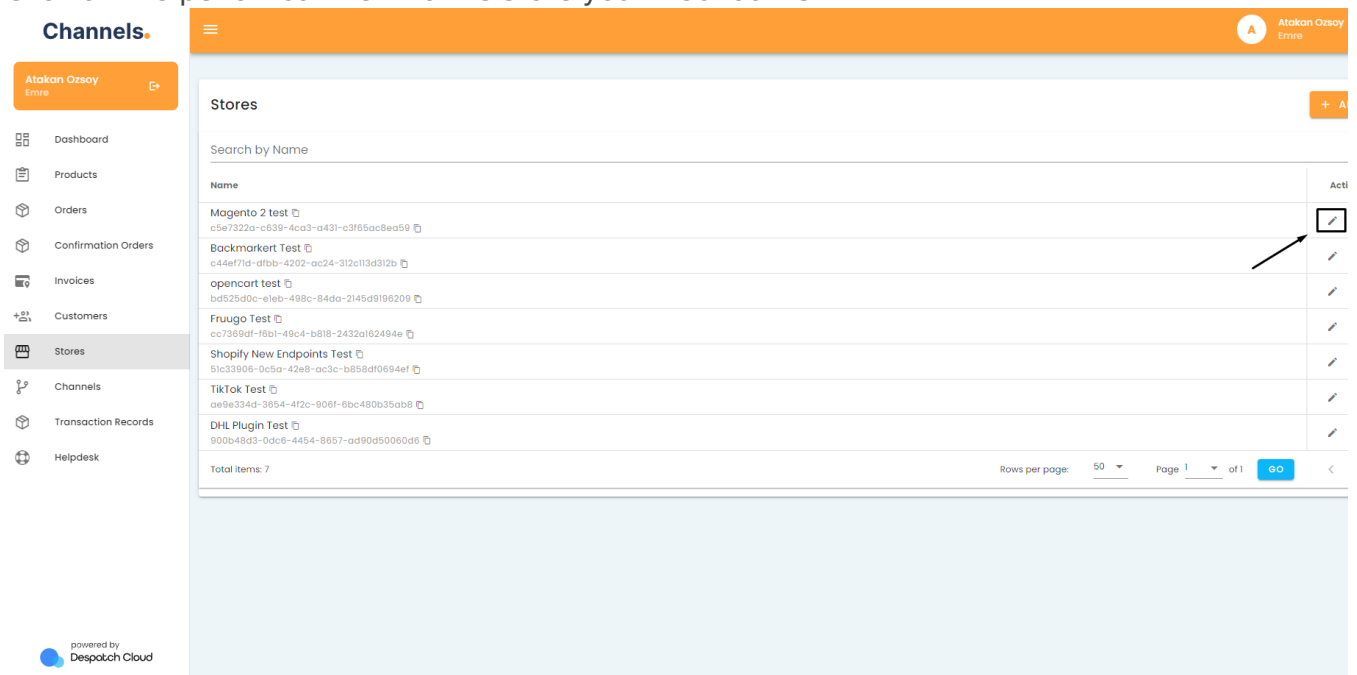 Channels.
Atakan Ozsoy
Emre
A
Atakan Ozsoy
Emre
Dashboard
Products
Orders
Confirmation Orders
Invoices
Customers
Stores
Channels
Transaction Records
Helpdesk
powered by
Despatch Cloud
Stores
+ A
Search by Name
Name
Acti
Magento 2 test
c5e7322a-c639-4ca3-a431-c3f65ac8ea59
Backmarkert Test
c44ef71d-dfbb-4202-ac24-312c113d312b
opencart test
bd525d0c-e1eb-498c-84da-2145d9196209
Fruugo Test
cc7369df-f6b1-49c4-b818-2432a162494e
Shopify New Endpoints Test
51c33906-0c5a-42e8-ac3c-b858df0694ef
TikTok Test
ae9e334d-3654-4f2c-906f-6bc480b35ab8
DHL Plugin Test
900b48d3-0dc6-4454-8657-ad90d50060d6
Total items: 7
Rows per page: 50 Page 1 of 1 GO